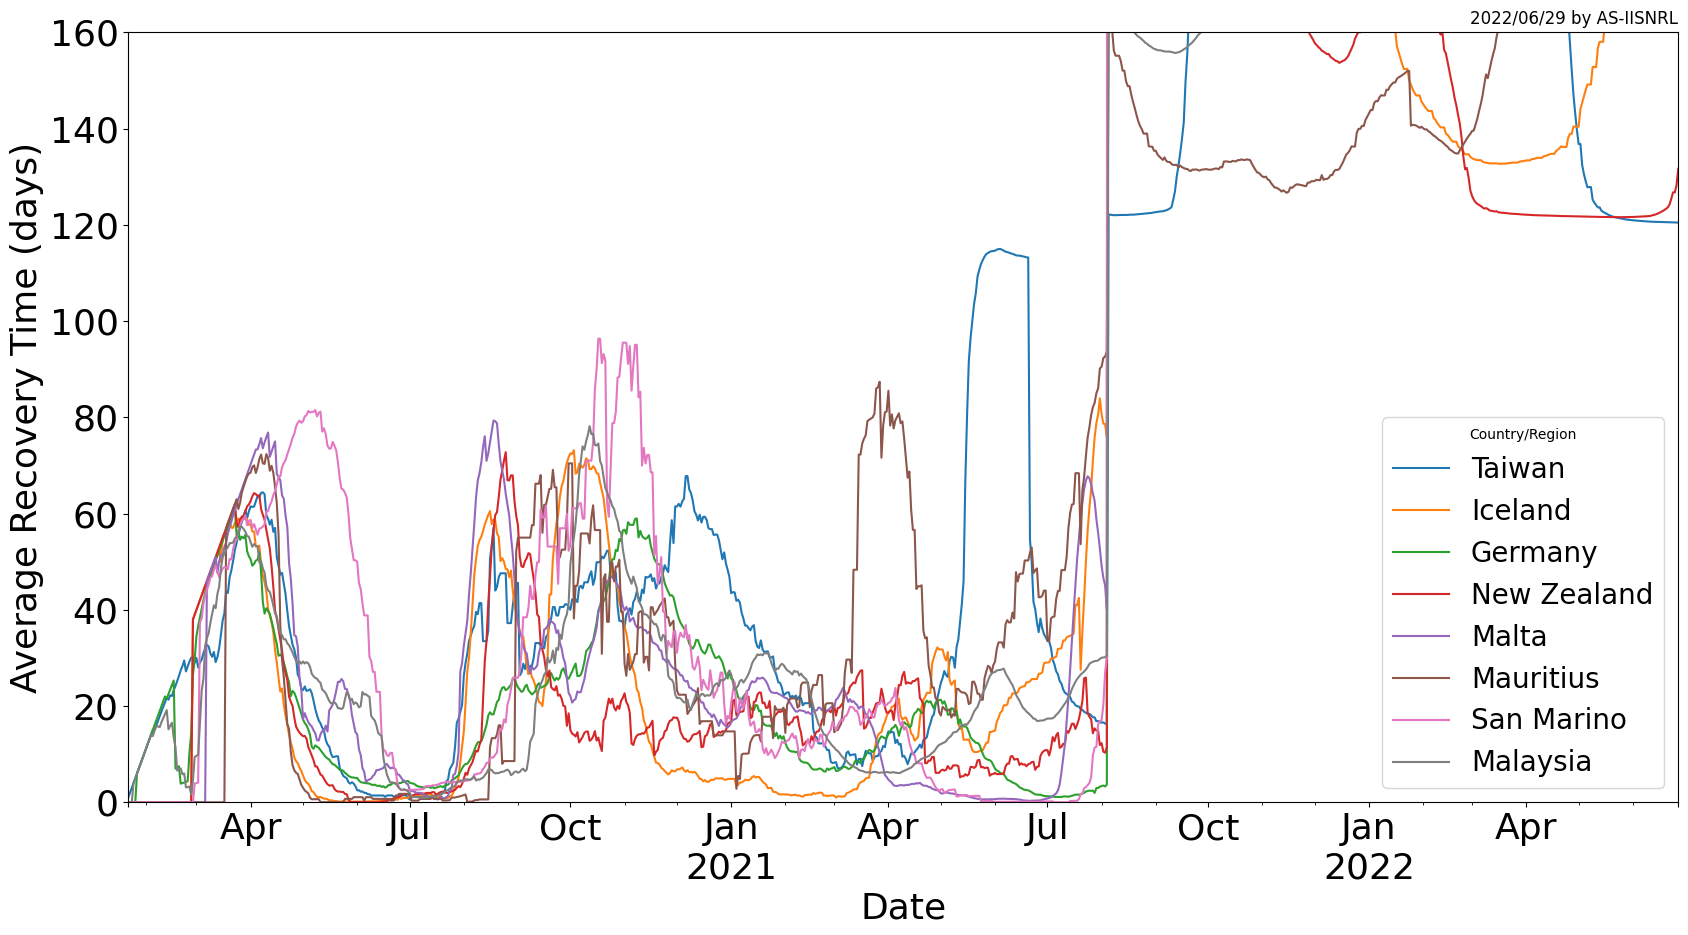 2022/06/29 by AS-IISNRL
Average Recovery Time (days)
160
140
120
100
80
60
40
20
0
Apr Jul Oct Jan Apr Jul Oct Jan Apr
2021 2022
Date
Country/Region
Taiwan
Iceland
Germany
New Zealand
Malta
Mauritius
San Marino
Malaysia